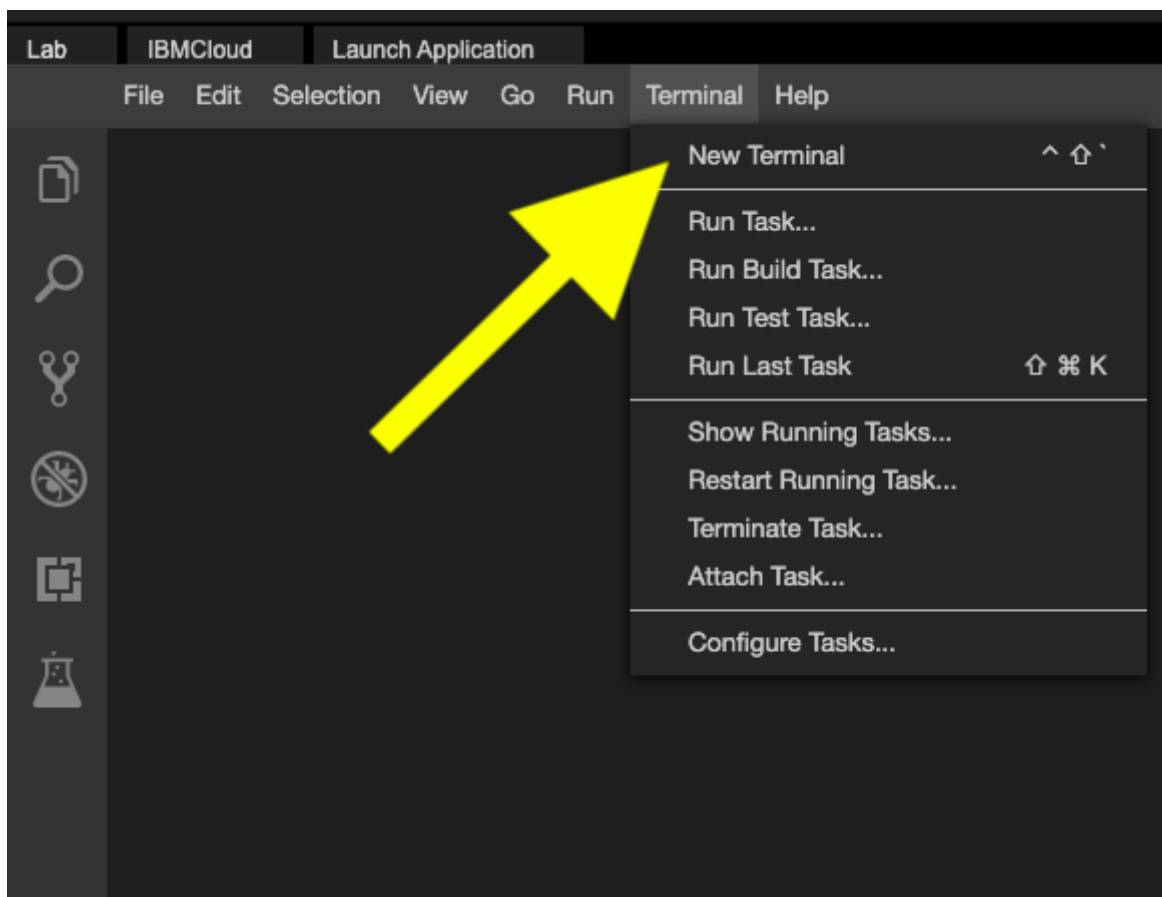 Lab IBMCloud Launch Application
File Edit Selection View Go Run Terminal Help
New Terminal ^ ⇧ `
Run Task...
Run Build Task...
Run Test Task...
Run Last Task ⇧ ⌘ K
Show Running Tasks...
Restart Running Task...
Terminate Task...
Attach Task...
Configure Tasks...